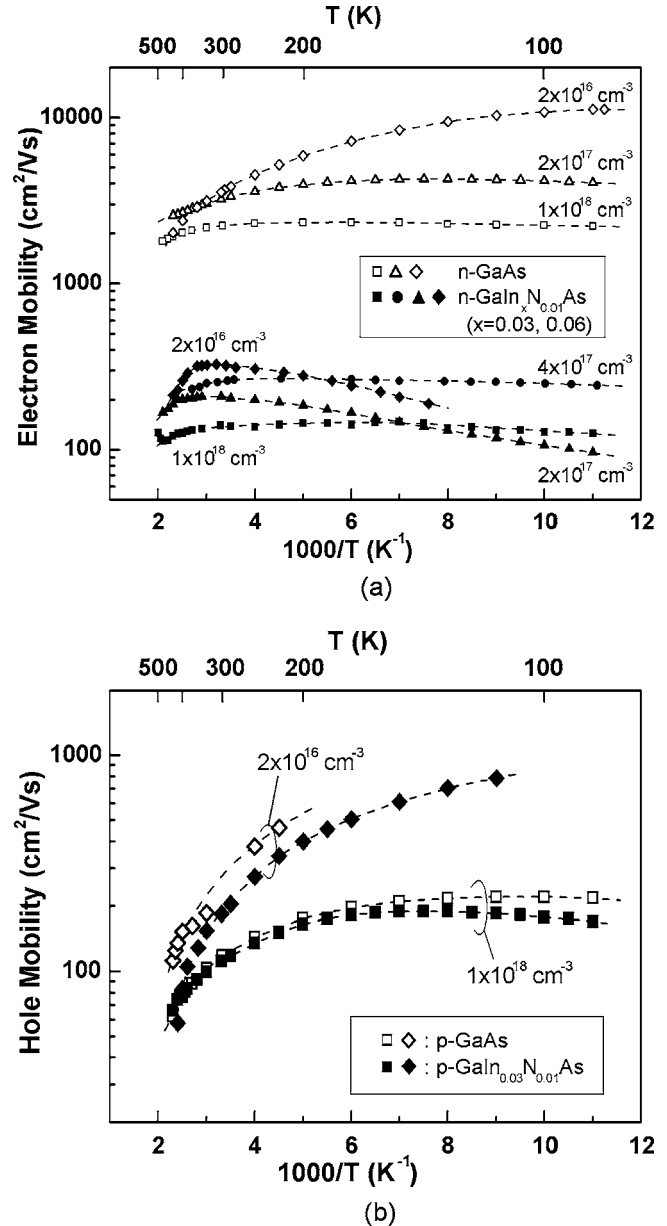 T (K)
500 300 200 100
10000
1000
100
Electron Mobility (cm²/Vs)
2x10¹⁶ cm⁻³
2x10¹⁷ cm⁻³
1x10¹⁸ cm⁻³
n-GaAs
n-GaInₓN₀.₀₁As
(x=0.03, 0.06)
2x10¹⁶ cm⁻³
4x10¹⁷ cm⁻³
1x10¹⁸ cm⁻³
2x10¹⁷ cm⁻³
2 4 6 8 10 12
1000/T (K⁻¹)
(a)
T (K)
500 300 200 100
1000
100
Hole Mobility (cm²/Vs)
2x10¹⁶ cm⁻³
1x10¹⁸ cm⁻³
: p-GaAs
: p-GaIn₀.₀₃N₀.₀₁As
2 4 6 8 10 12
1000/T (K⁻¹)
(b)